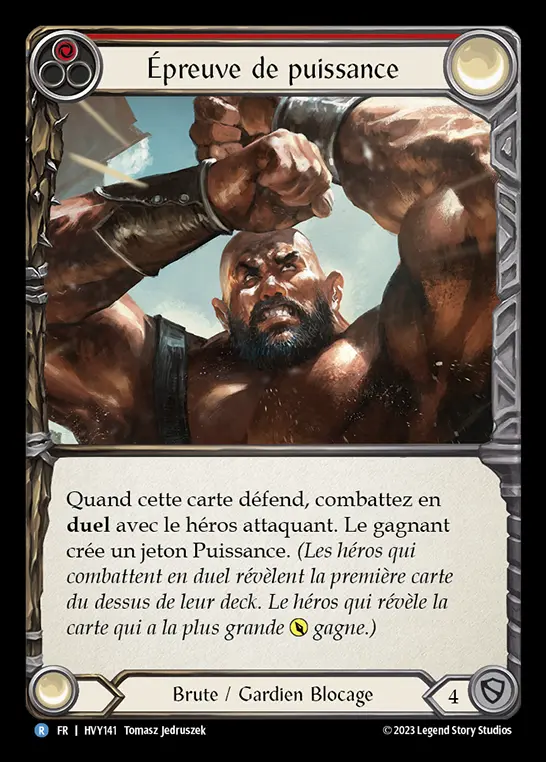 Épreuve de puissance
Quand cette carte défend, combattez en
duel avec le héros attaquant. Le gagnant
crée un jeton Puissance. (Les héros qui
combattent en duel révèlent la première carte
du dessus de leur deck. Le héros qui révèle la
carte qui a la plus grande gagne.)
Brute / Gardien Blocage
4
R FR | HVY141 Tomasz Jedruszek
© 2023 Legend Story Studios